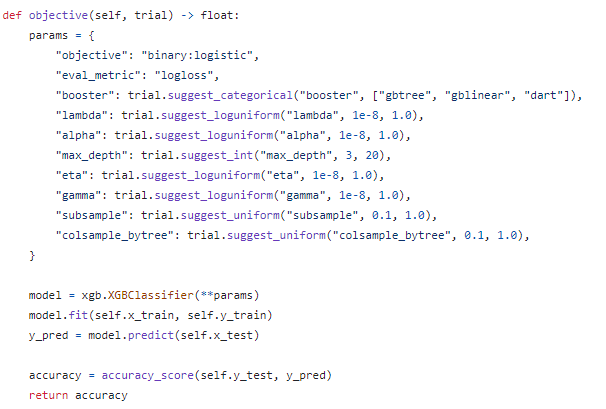 def objective(self, trial) -> float:
    params = {
        "objective": "binary:logistic",
        "eval_metric": "logloss",
        "booster": trial.suggest_categorical("booster", ["gbtree", "gblinear", "dart"]),
        "lambda": trial.suggest_loguniform("lambda", 1e-8, 1.0),
        "alpha": trial.suggest_loguniform("alpha", 1e-8, 1.0),
        "max_depth": trial.suggest_int("max_depth", 3, 20),
        "eta": trial.suggest_loguniform("eta", 1e-8, 1.0),
        "gamma": trial.suggest_loguniform("gamma", 1e-8, 1.0),
        "subsample": trial.suggest_uniform("subsample", 0.1, 1.0),
        "colsample_bytree": trial.suggest_uniform("colsample_bytree", 0.1, 1.0),
    }

    model = xgb.XGBClassifier(**params)
    model.fit(self.x_train, self.y_train)
    y_pred = model.predict(self.x_test)

    accuracy = accuracy_score(self.y_test, y_pred)
    return accuracy